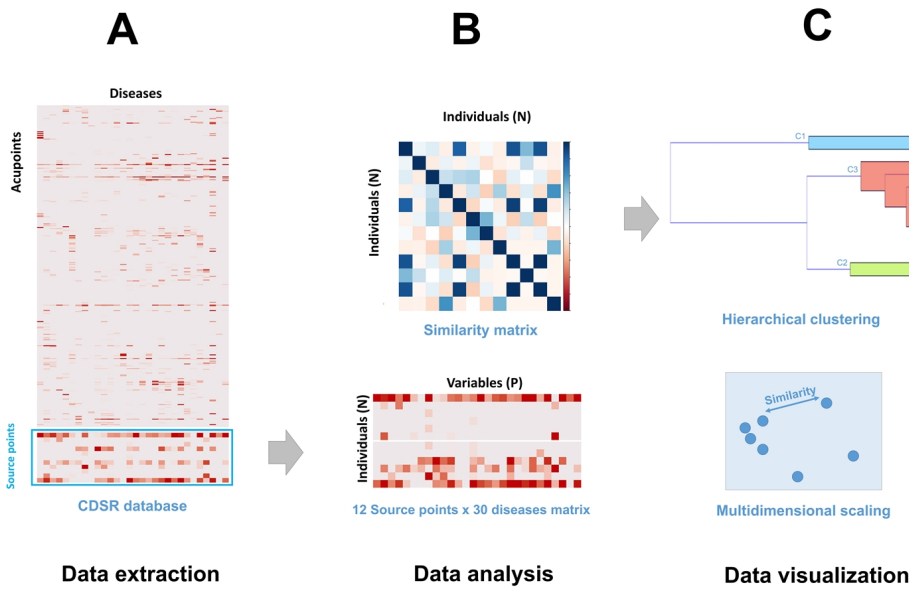 A
B
C
Diseases
Acupoints
Source points
CDSR database
Data extraction
Individuals (N)
Individuals (N)
Similarity matrix
Variables (P)
Individuals (N)
12 Source points x 30 diseases matrix
Data analysis
C1
C3
C2
Hierarchical clustering
Similarity
Multidimensional scaling
Data visualization